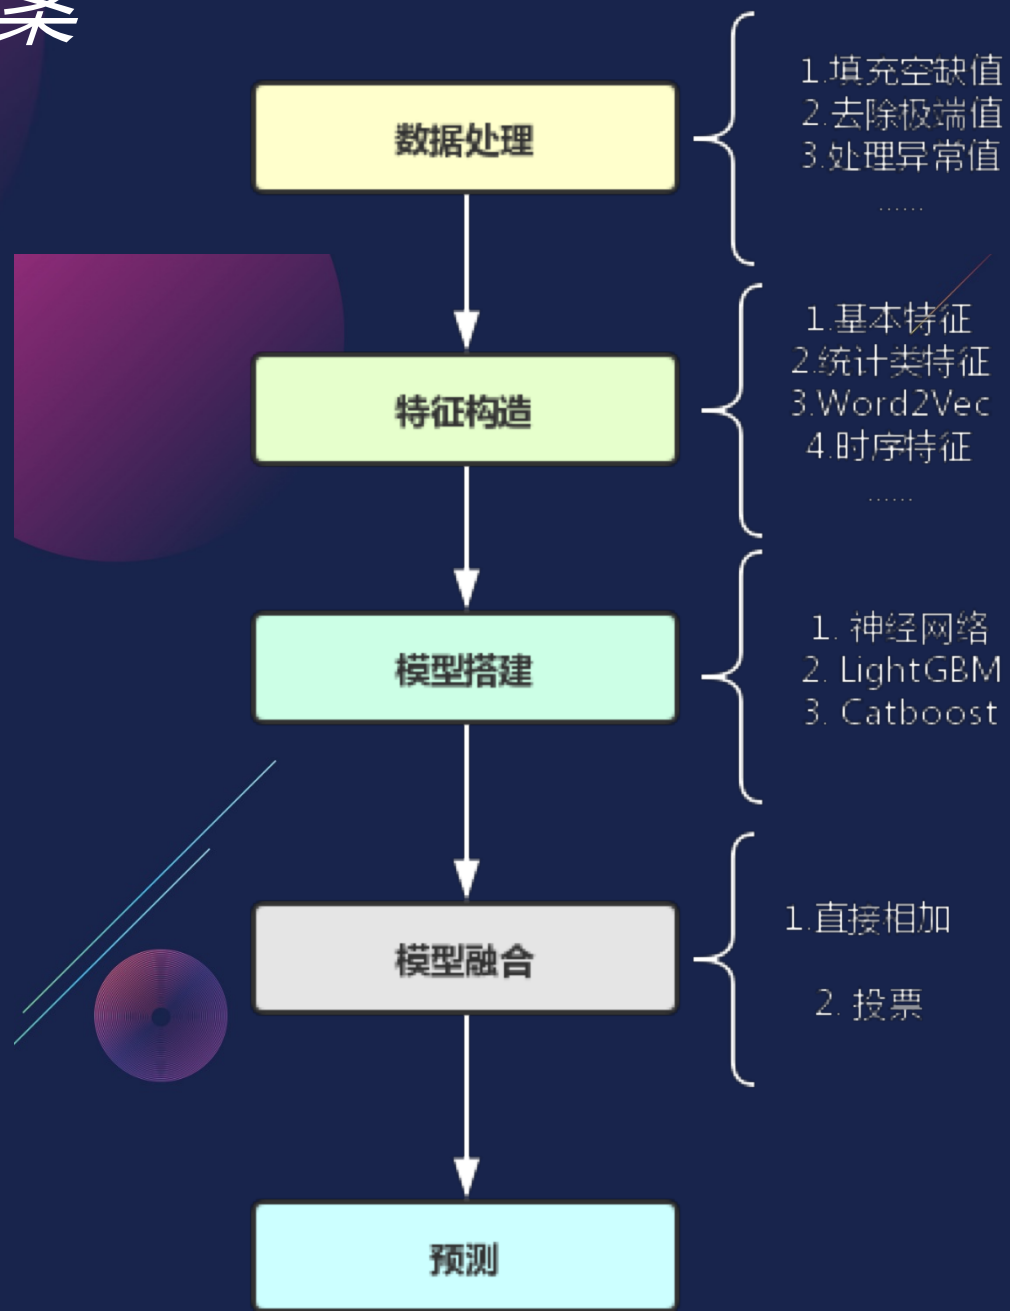 案
数据处理
1.填充空缺值
2.去除极端值
3.处理异常值
......
特征构造
1.基本特征
2.统计类特征
3.Word2Vec
4.时序特征
......
模型搭建
1. 神经网络
2. LightGBM
3. Catboost
模型融合
1.直接相加
2. 投票
预测